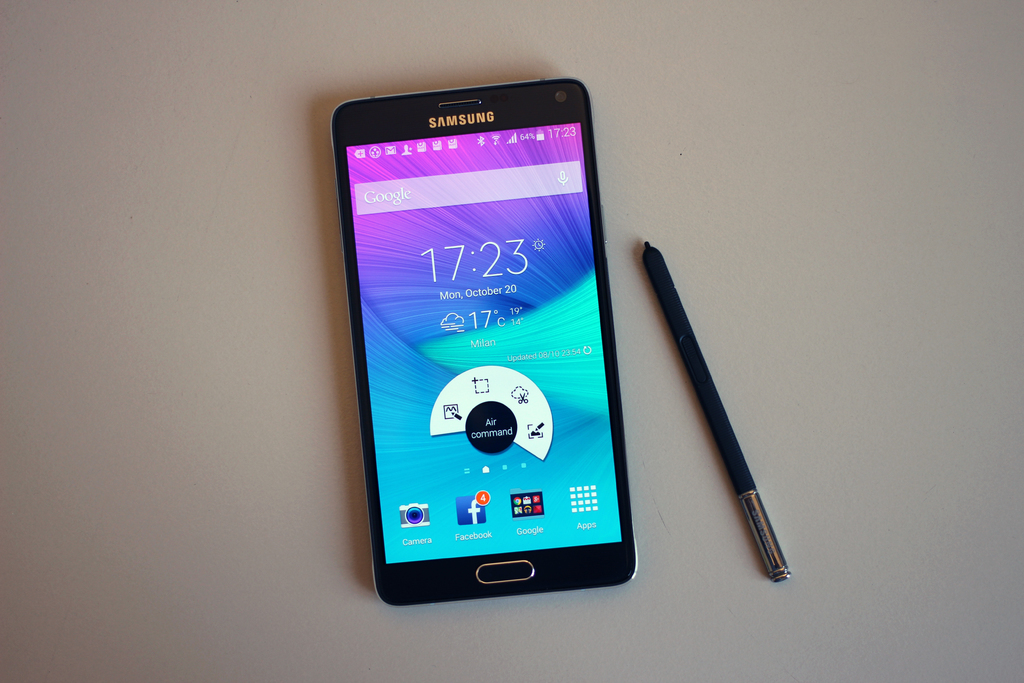 SAMSUNG
64% 17:23
Google
17:23
Mon, October 20
17°C 19° 14°
Milan
Updated 08/10 23:54
Air
command
4
Camera Facebook Google Apps
SAMSUNG